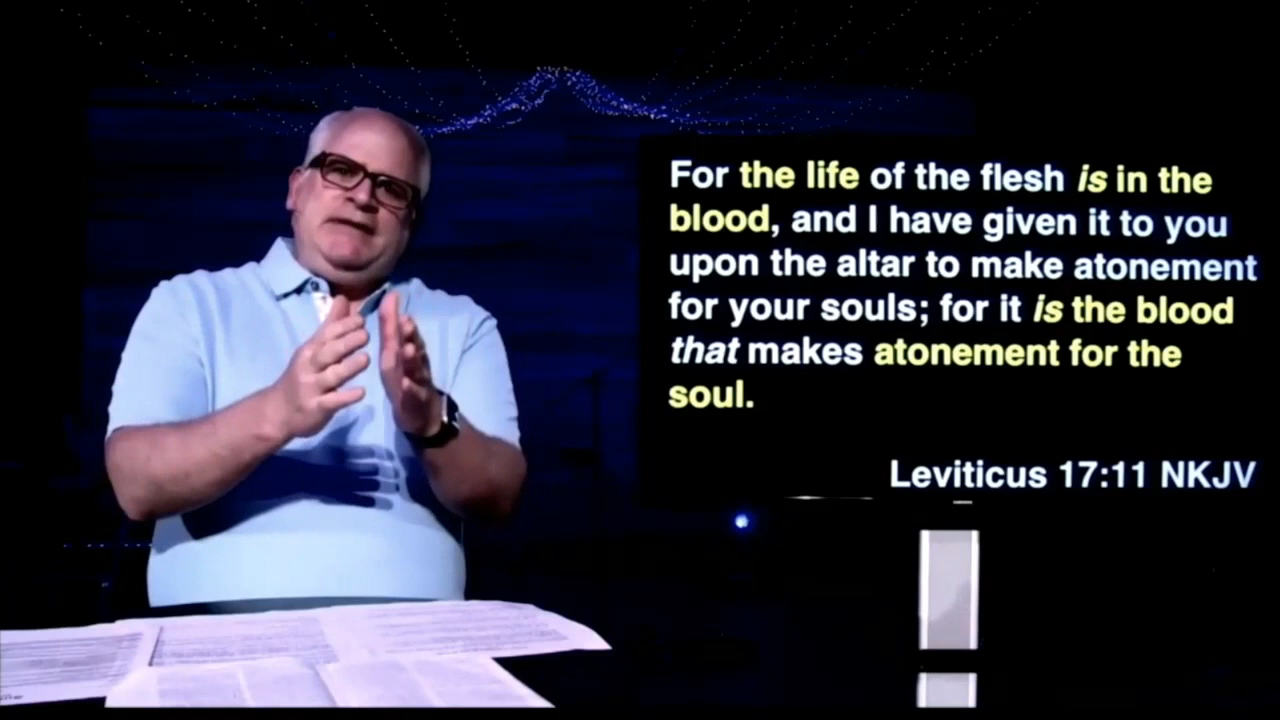 For the life of the flesh is in the
blood, and I have given it to you
upon the altar to make atonement
for your souls; for it is the blood
that makes atonement for the
soul.
Leviticus 17:11 NKJV